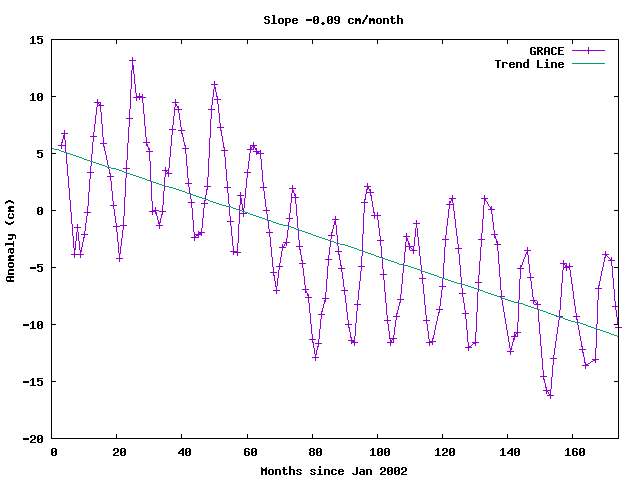 Slope -0.09 cm/month
GRACE
Trend Line
15
10
5
0
-5
-10
-15
-20
Anomaly (cm)
0 20 40 60 80 100 120 140 160
Months since Jan 2002